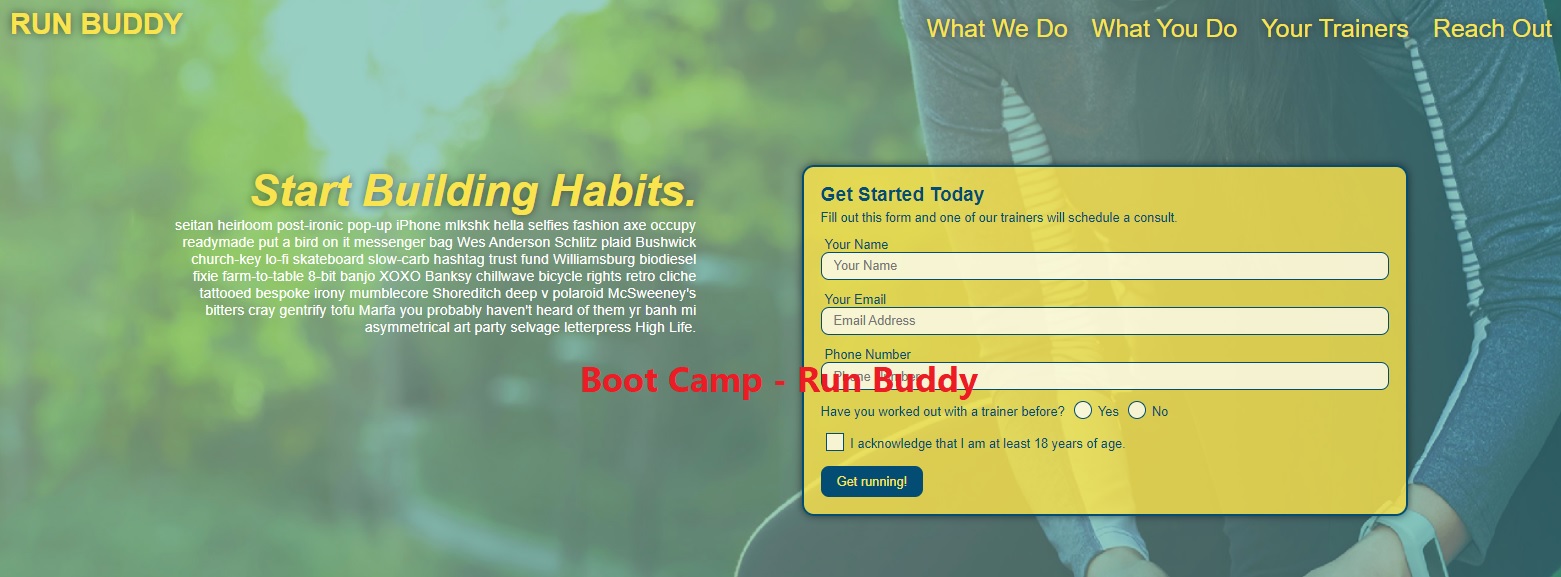 RUN BUDDY
What We Do What You Do Your Trainers Reach Out
Start Building Habits.
seitan heirloom post-ironic pop-up iPhone mlkshk hella selfies fashion axe occupy
readymade put a bird on it messenger bag Wes Anderson Schlitz plaid Bushwick
church-key lo-fi skateboard slow-carb hashtag trust fund Williamsburg biodiesel
fixie farm-to-table 8-bit banjo XOXO Banksy chillwave bicycle rights retro cliche
tattooed bespoke irony mumblecore Shoreditch deep v polaroid McSweeney's
bitters cray gentrify tofu Marfa you probably haven't heard of them yr banh mi
asymmetrical art party selvage letterpress High Life.
Get Started Today
Fill out this form and one of our trainers will schedule a consult.
Your Name
Your Name
Your Email
Email Address
Phone Number
Phone Number
Boot Camp - Run Buddy
Have you worked out with a trainer before? Yes No
I acknowledge that I am at least 18 years of age.
Get running!